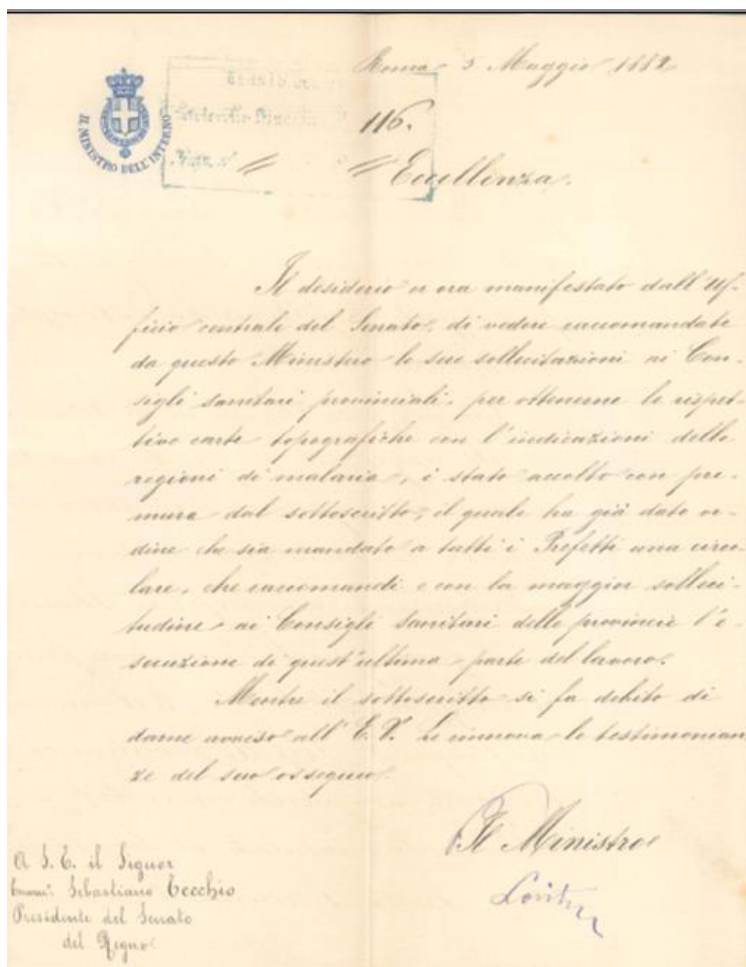 Roma 3 Maggio 1882
IL MINISTRO DELL'INTERNO
116.
Eccellenza.
Il desiderio or ora manifestato dall'Uf-
ficio centrale del Senato, di vedere raccomandate
da questo Ministero le sue sollecitazioni ai Con-
sigli sanitari provinciali, per ottenerne le rispet-
tive carte topografiche con l'indicazioni delle
regioni di malaria, è stato accolto con pre-
mura dal sottoscritto; il quale ha già dato or-
dine che sia mandato a tutti i Prefetti una circo-
lare, che raccomandi e con la maggior solleci-
tudine ai Consigli Sanitari delle provincie l'e-
secuzione di quest'ultima parte del lavoro.
Mentre il sottoscritto si fa debito di
darne avviso all'E. V. Le rinnova le testimonian
ze del suo ossequio.
Il Ministro
A S. E. il Signor
Sebastiano Tecchio
Presidente del Senato
del Regno